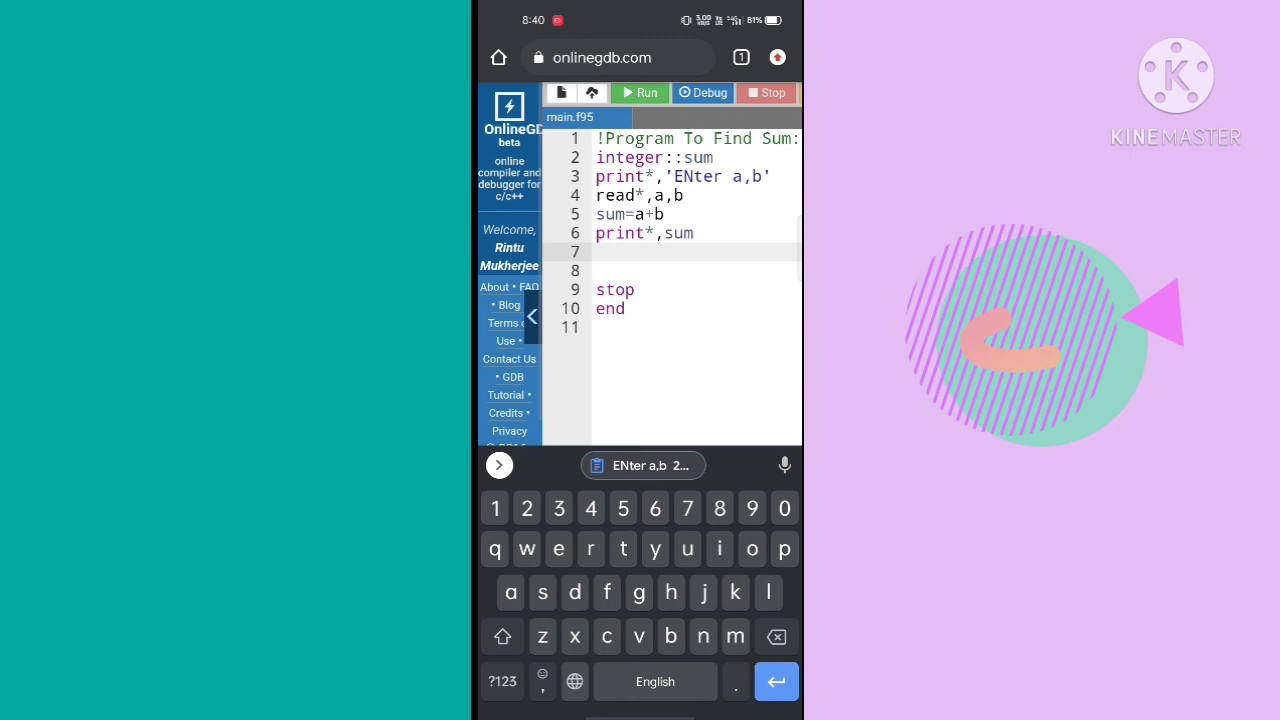 8:40
3.00
81%
onlinegdb.com
1
Run
Debug
Stop
OnlineGD
beta
online
compiler and
debugger for
c/c++
Welcome,
Rintu
Mukherjee
About • FAQ
• Blog
Terms o
Use •
Contact Us
• GDB
Tutorial •
Credits •
Privacy
main.f95
1 !Program To Find Sum:
2 integer::sum
3 print*,'ENter a,b'
4 read*,a,b
5 sum=a+b
6 print*,sum
7
8
9 stop
10 end
11
ENter a,b 2...
1 2 3 4 5 6 7 8 9 0
q w e r t y u i o p
a s d f g h j k l
z x c v b n m
?123 , English .
K
KINEMASTER